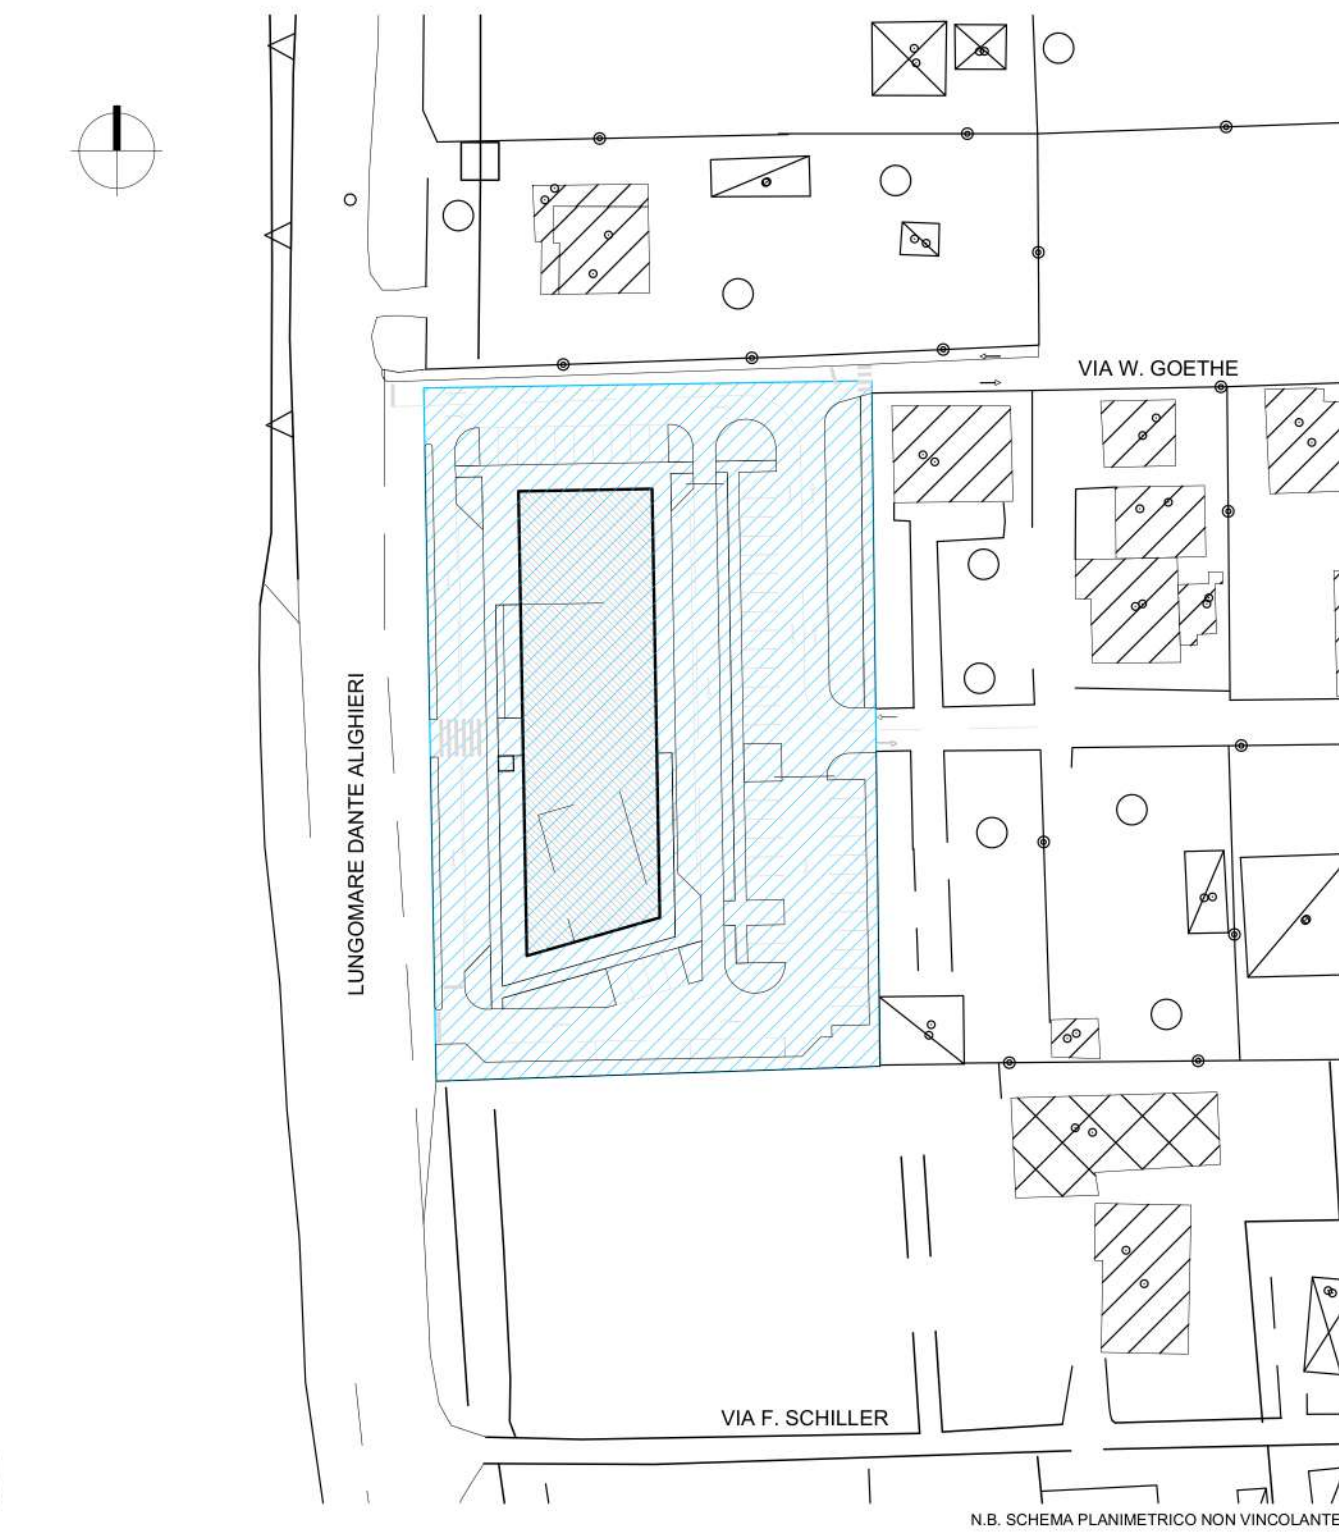 VIA W. GOETHE
LUNGOMARE DANTE ALIGHIERI
VIA F. SCHILLER
N.B. SCHEMA PLANIMETRICO NON VINCOLANTE